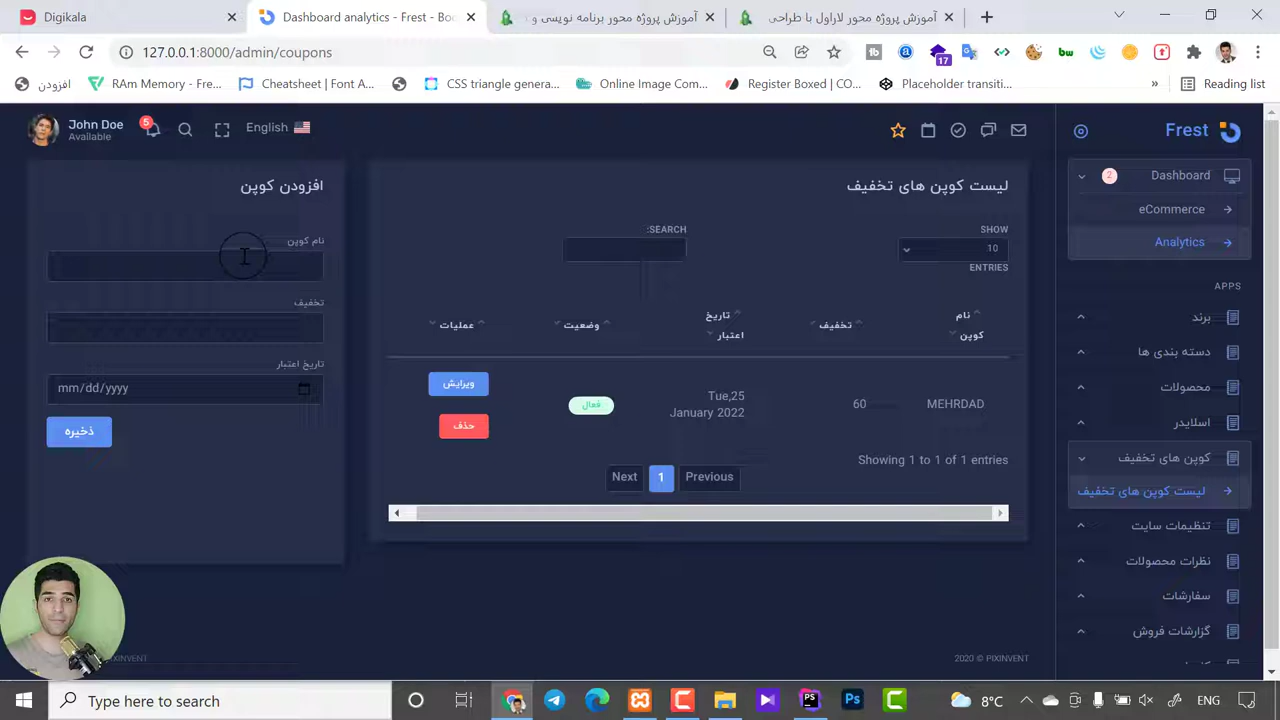 Digikala
Dashboard analytics - Frest - Boo
آموزش پروژه محور برنامه نویسی و ا
آموزش پروژه محور لاراول با طراحی
127.0.0.1:8000/admin/coupons
17
افزودن
RAm Memory - Fre...
Cheatsheet | Font A...
CSS triangle genera...
Online Image Com...
Register Boxed | CO...
Placeholder transiti...
»
Reading list
John Doe
Available
5
English
Frest
2
Dashboard
eCommerce
Analytics
APPS
برند
دسته بندی ها
محصولات
اسلایدر
کوپن های تخفیف
لیست کوپن های تخفیف
تنظیمات سایت
نظرات محصولات
سفارشات
گزارشات فروش
لیست کوپن های تخفیف
SHOW
10
ENTRIES
:SEARCH
نام کوپن
تخفیف
تاریخ اعتبار
وضعیت
عملیات
MEHRDAD
60
Tue,25
January 2022
فعال
ویرایش
حذف
Showing 1 to 1 of 1 entries
Previous
1
Next
افزودن کوپن
نام کوپن
تخفیف
تاریخ اعتبار
mm/dd/yyyy
ذخیره
2020 © PIXINVENT
PIXINVENT
Type here to search
8°C
ENG